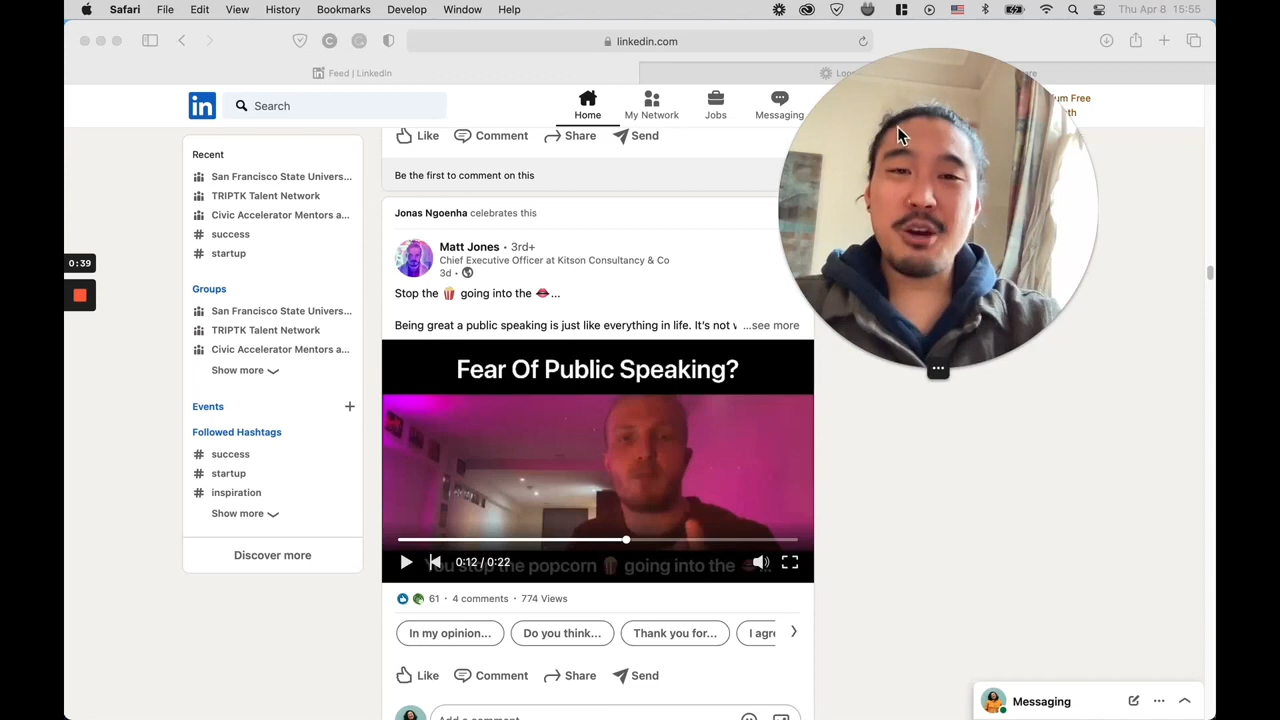 Safari File Edit View History Bookmarks Develop Window Help Thu Apr 8 15:55
linkedin.com
Feed | LinkedIn
in Search Home My Network Jobs Messaging
Like Comment Share Send
Be the first to comment on this
Recent
San Francisco State Univers...
TRIPTK Talent Network
Civic Accelerator Mentors a...
# success
# startup
Groups
San Francisco State Univers...
TRIPTK Talent Network
Civic Accelerator Mentors a...
Show more
Events +
Followed Hashtags
# success
# startup
# inspiration
Show more
Discover more
0:39
Jonas Ngoenha celebrates this
Matt Jones • 3rd+
Chief Executive Officer at Kitson Consultancy & Co
3d •
Stop the 🍿 going into the 👄...
Being great a public speaking is just like everything in life. It's not ...see more
Fear Of Public Speaking?
You stop the popcorn 🍿 going into the
0:12 / 0:22
61 • 4 comments • 774 Views
In my opinion... Do you think... Thank you for... I agre
Like Comment Share Send
Add a comment
Free
Messaging